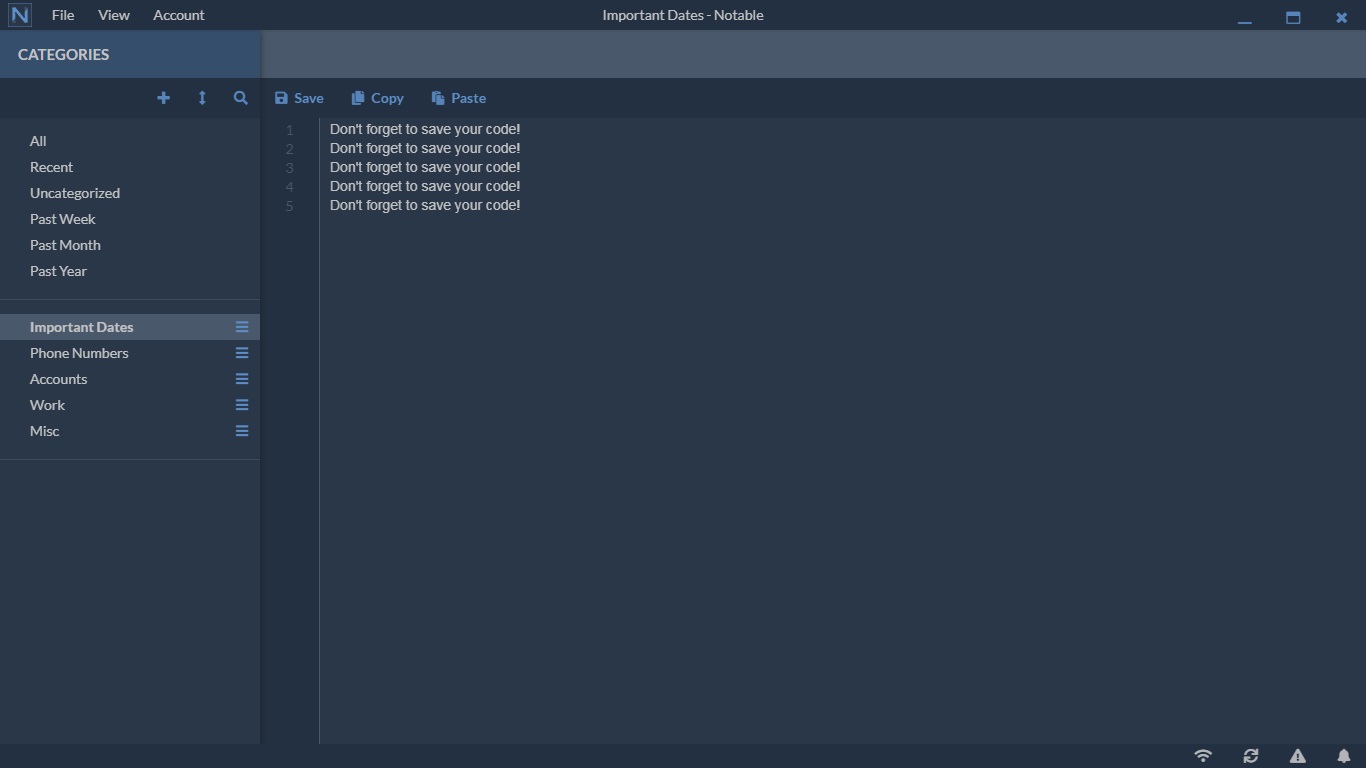 N File View Account Important Dates - Notable
CATEGORIES
Save Copy Paste
All
Recent
Uncategorized
Past Week
Past Month
Past Year
Important Dates
Phone Numbers
Accounts
Work
Misc
1 Don't forget to save your code!
2 Don't forget to save your code!
3 Don't forget to save your code!
4 Don't forget to save your code!
5 Don't forget to save your code!